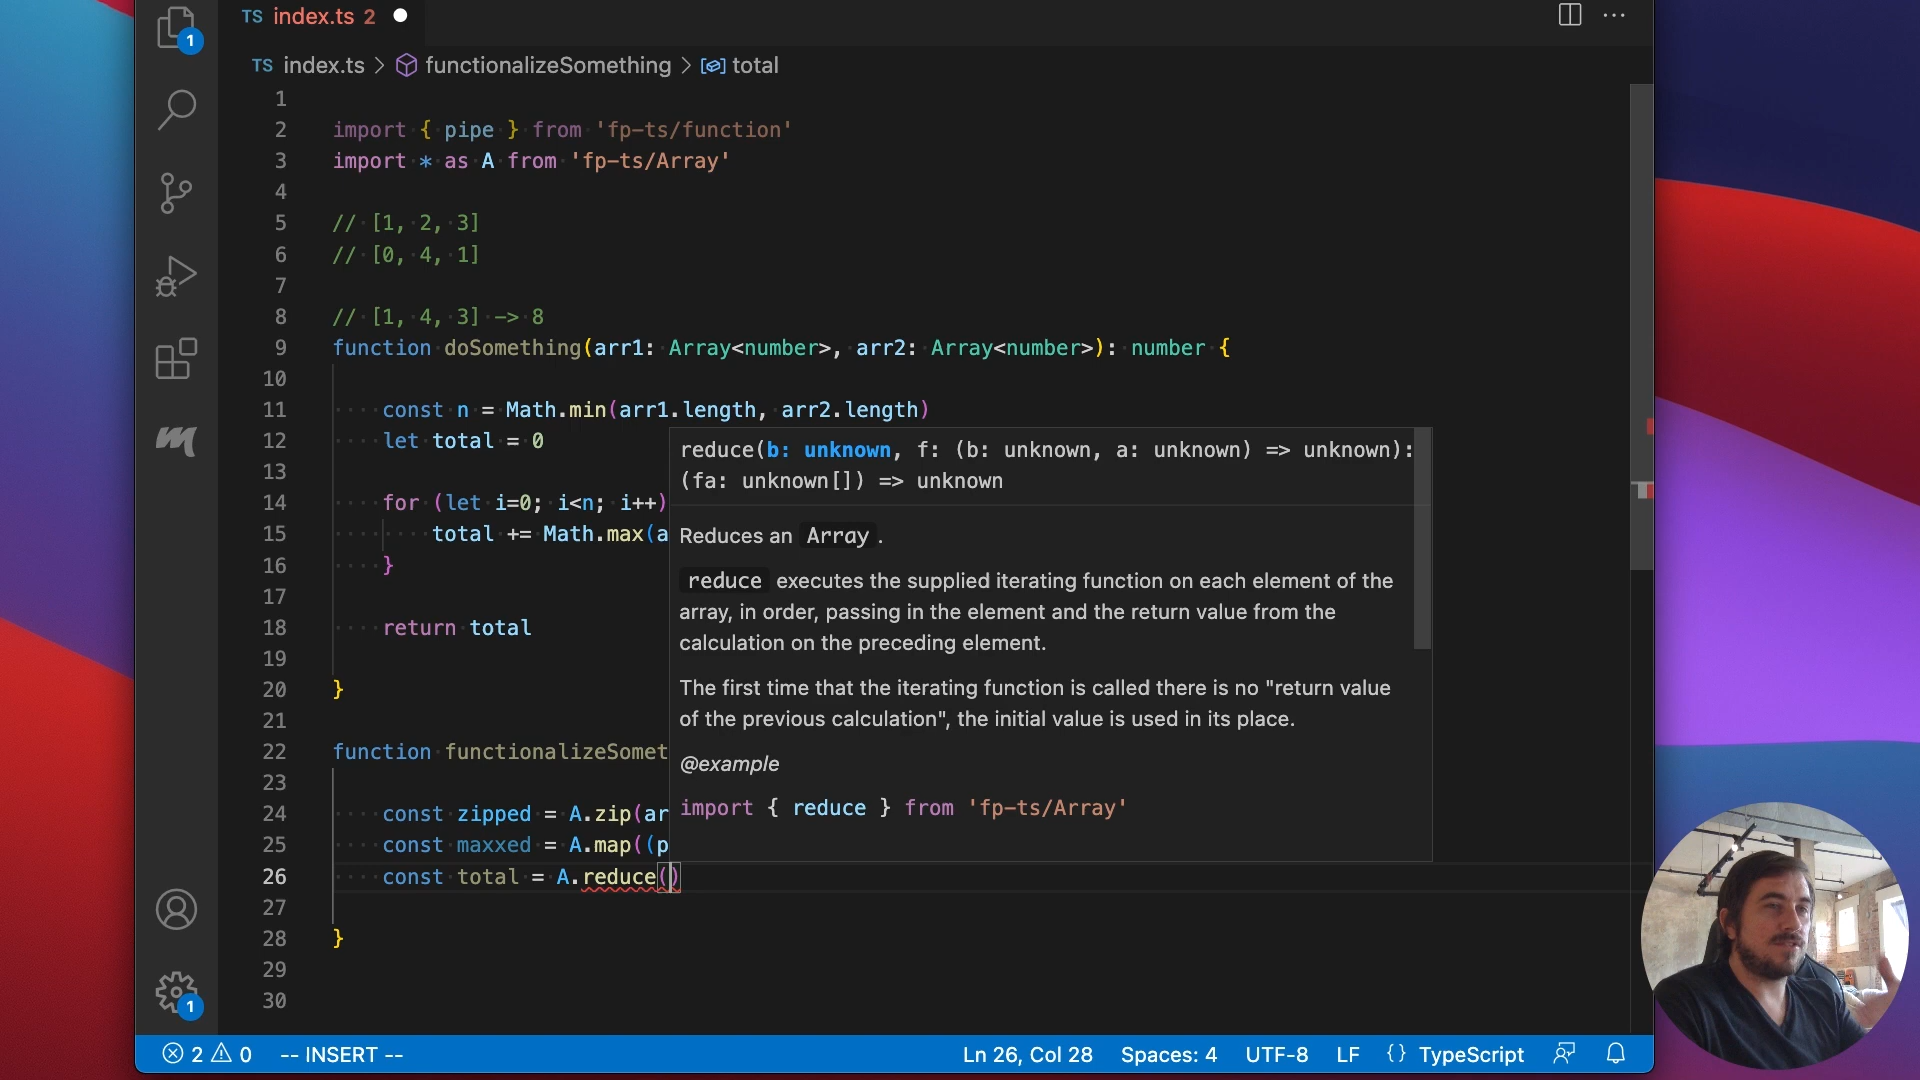 TS index.ts 2
1
TS index.ts > functionalizeSomething > total
1
2 import { pipe } from 'fp-ts/function'
3 import * as A from 'fp-ts/Array'
4
5 // [1, 2, 3]
6 // [0, 4, 1]
7
8 // [1, 4, 3] -> 8
9 function doSomething(arr1: Array<number>, arr2: Array<number>): number {
10
11 const n = Math.min(arr1.length, arr2.length)
12 let total = 0
13
14 for (let i=0; i<n; i++)
15 total += Math.max(a
16 }
17
18 return total
19
20 }
21
22 function functionalizeSomet
23
24 const zipped = A.zip(ar
25 const maxxed = A.map((p
26 const total = A.reduce()
27
28 }
29
30
reduce(b: unknown, f: (b: unknown, a: unknown) => unknown):
(fa: unknown[]) => unknown
Reduces an Array.
reduce executes the supplied iterating function on each element of the
array, in order, passing in the element and the return value from the
calculation on the preceding element.
The first time that the iterating function is called there is no "return value
of the previous calculation", the initial value is used in its place.
@example
import { reduce } from 'fp-ts/Array'
1
2 0 -- INSERT -- Ln 26, Col 28 Spaces: 4 UTF-8 LF {} TypeScript